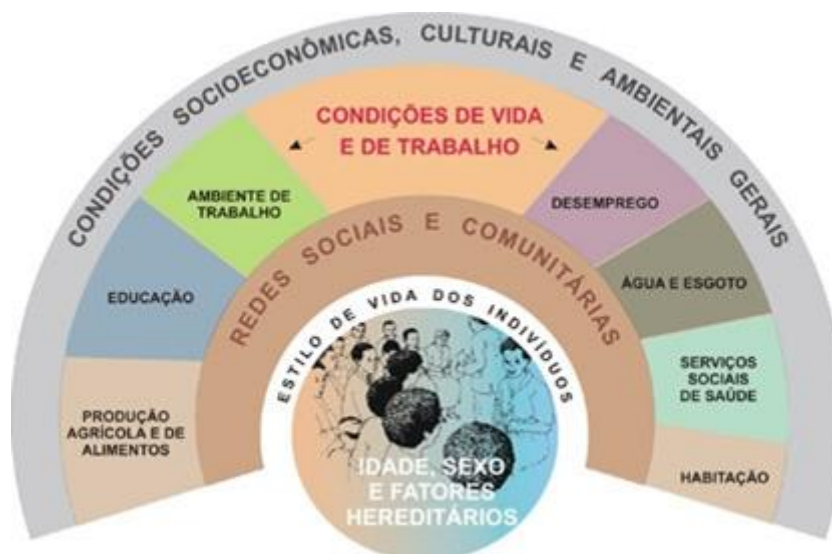 CONDIÇÕES SOCIOECONÔMICAS, CULTURAIS E AMBIENTAIS GERAIS
CONDIÇÕES DE VIDA
E DE TRABALHO
AMBIENTE DE
TRABALHO
DESEMPREGO
EDUCAÇÃO
ÁGUA E ESGOTO
PRODUÇÃO
AGRÍCOLA E DE
ALIMENTOS
SERVIÇOS
SOCIAIS
DE SAÚDE
HABITAÇÃO
REDES SOCIAIS E COMUNITÁRIAS
ESTILO DE VIDA DOS INDIVÍDUOS
IDADE, SEXO
E FATORES
HEREDITÁRIOS